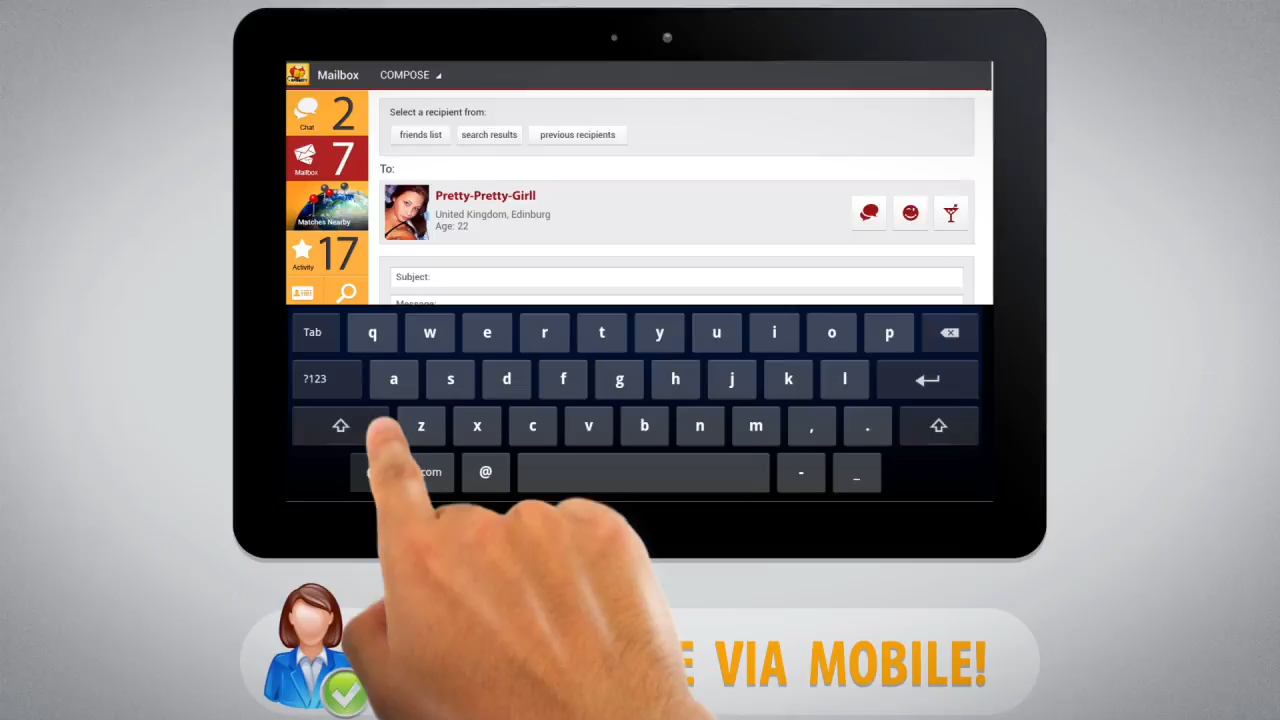 Mailbox COMPOSE
Chat 2
Mailbox 7
Matches Nearby
Activity 17
Select a recipient from:
friends list search results previous recipients
To:
Pretty-Pretty-Girll
United Kingdom, Edinburg
Age: 22
Subject:
Message:
Tab q w e r t y u i o p
?123 a s d f g h j k l
z x c v b n m , .
com @ - _
E VIA MOBILE!